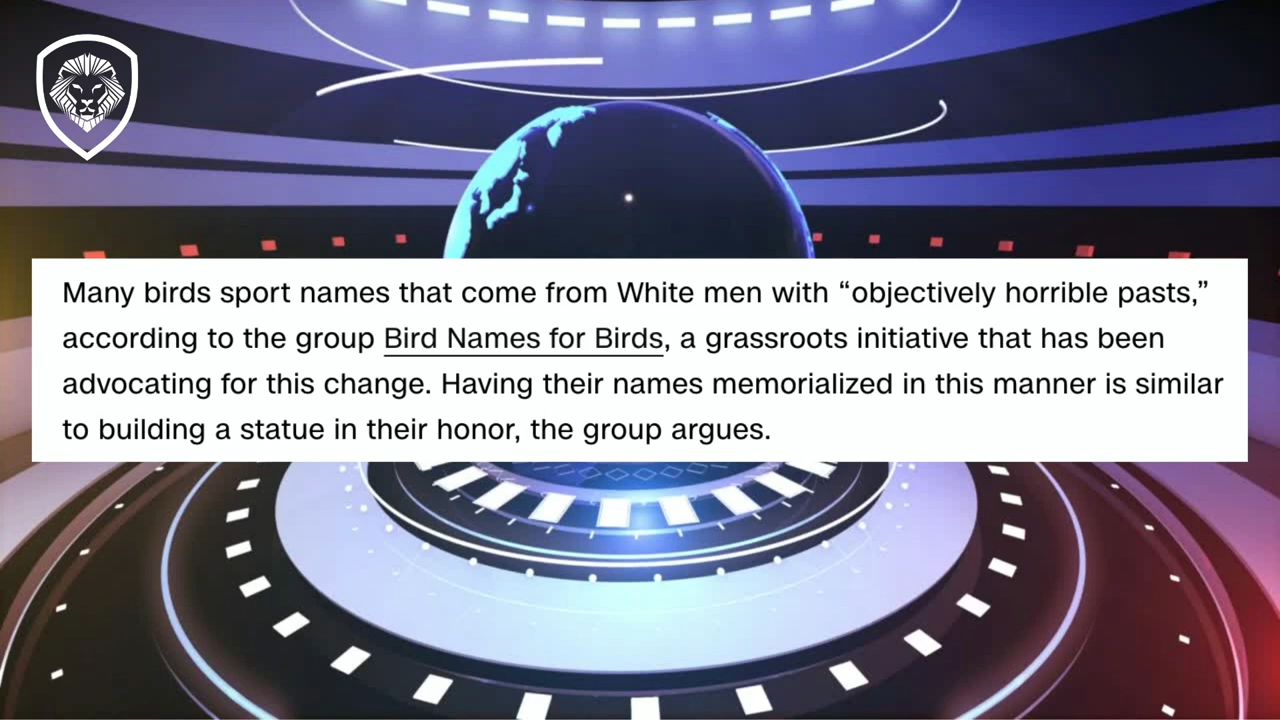 Many birds sport names that come from White men with “objectively horrible pasts,”
according to the group Bird Names for Birds, a grassroots initiative that has been
advocating for this change. Having their names memorialized in this manner is similar
to building a statue in their honor, the group argues.